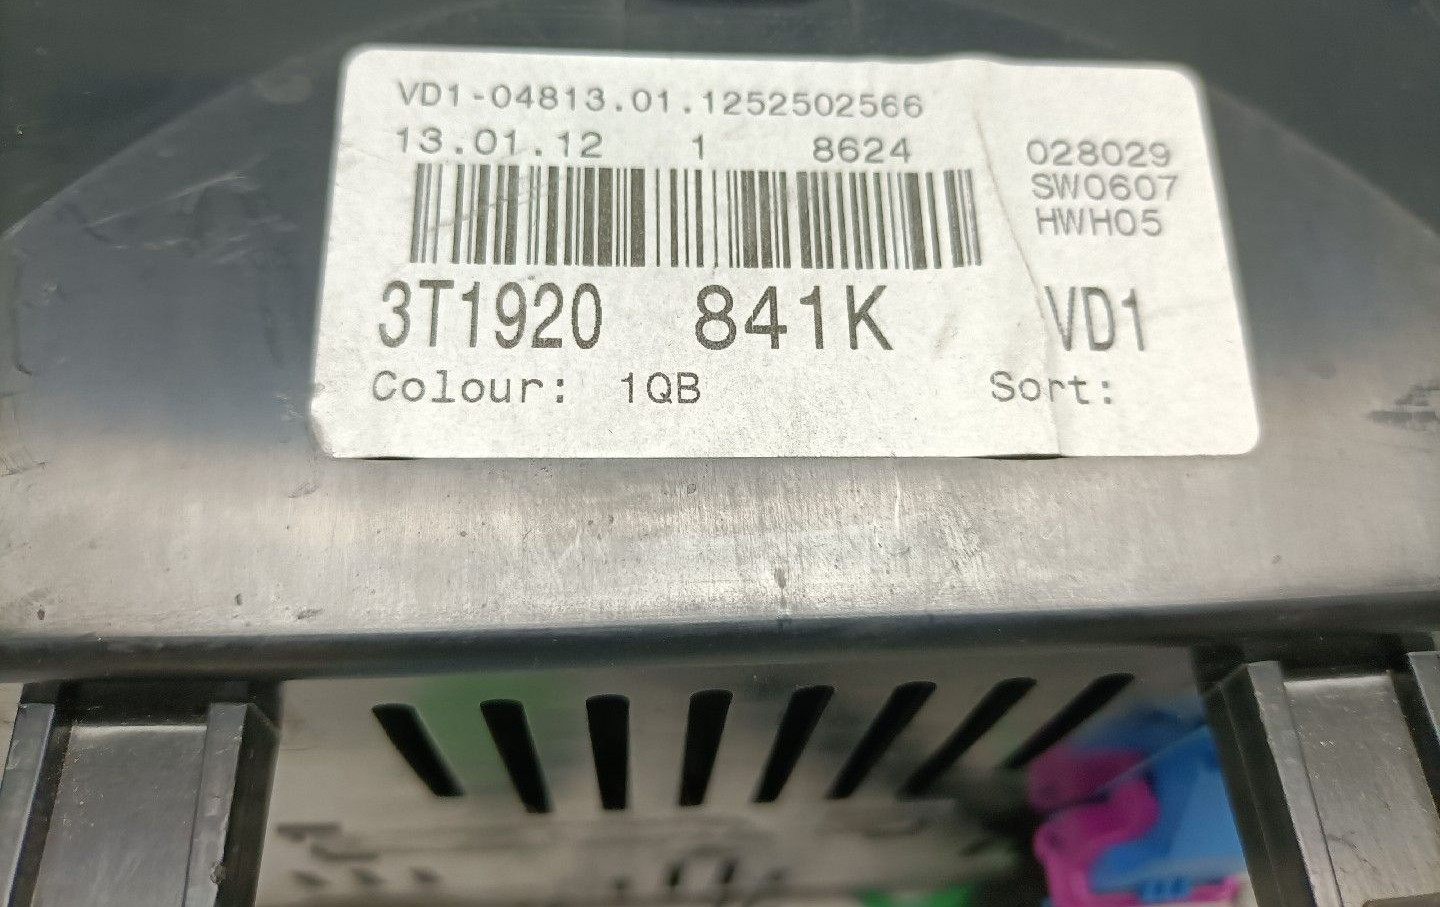 VD1-04813.01.1252502566
13.01.12 1 8624
028029
SW0607
HWH05
3T1920 841K VD1
Colour: 1QB Sort: